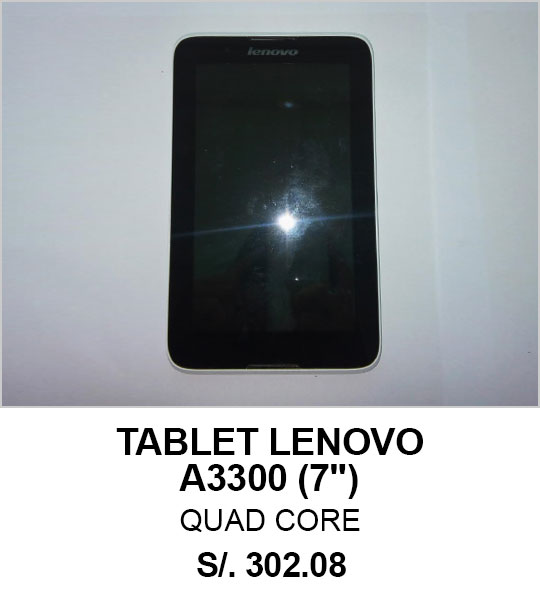 lenovo
TABLET LENOVO
A3300 (7")
QUAD CORE
S/. 302.08